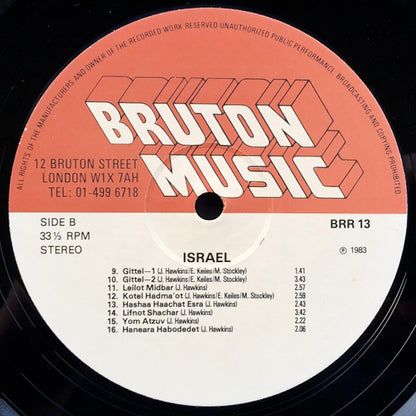 ALL RIGHTS OF THE MANUFACTURERS AND OWNER OF THE RECORDED WORK RESERVED UNAUTHORIZED PUBLIC PERFORMANCE, BROADCASTING AND COPYING PROHIBITED
BRUTON
MUSIC
12 BRUTON STREET
LONDON W1X 7AH
TEL: 01-499 6718
SIDE B
33⅓ RPM
STEREO
BRR 13
ISRAEL
℗ 1983
9. Gittel—1 (J. Hawkins/E. Keiles/M. Stockley) 1.41
10. Gittel—2 (J. Hawkins/E. Keiles/M. Stockley) 3.43
11. Leilot Midbar (J. Hawkins) 2.57
12. Kotel Hadma'ot (J. Hawkins/E. Keiles/M. Stockley) 2.59
13. Hashaa Haachat Esra (J. Hawkins) 2.43
14. Lifnot Shachar (J. Hawkins) 3.42
15. Yom Atzuv (J. Hawkins) 2.22
16. Haneara Habodedet (J. Hawkins) 2.06